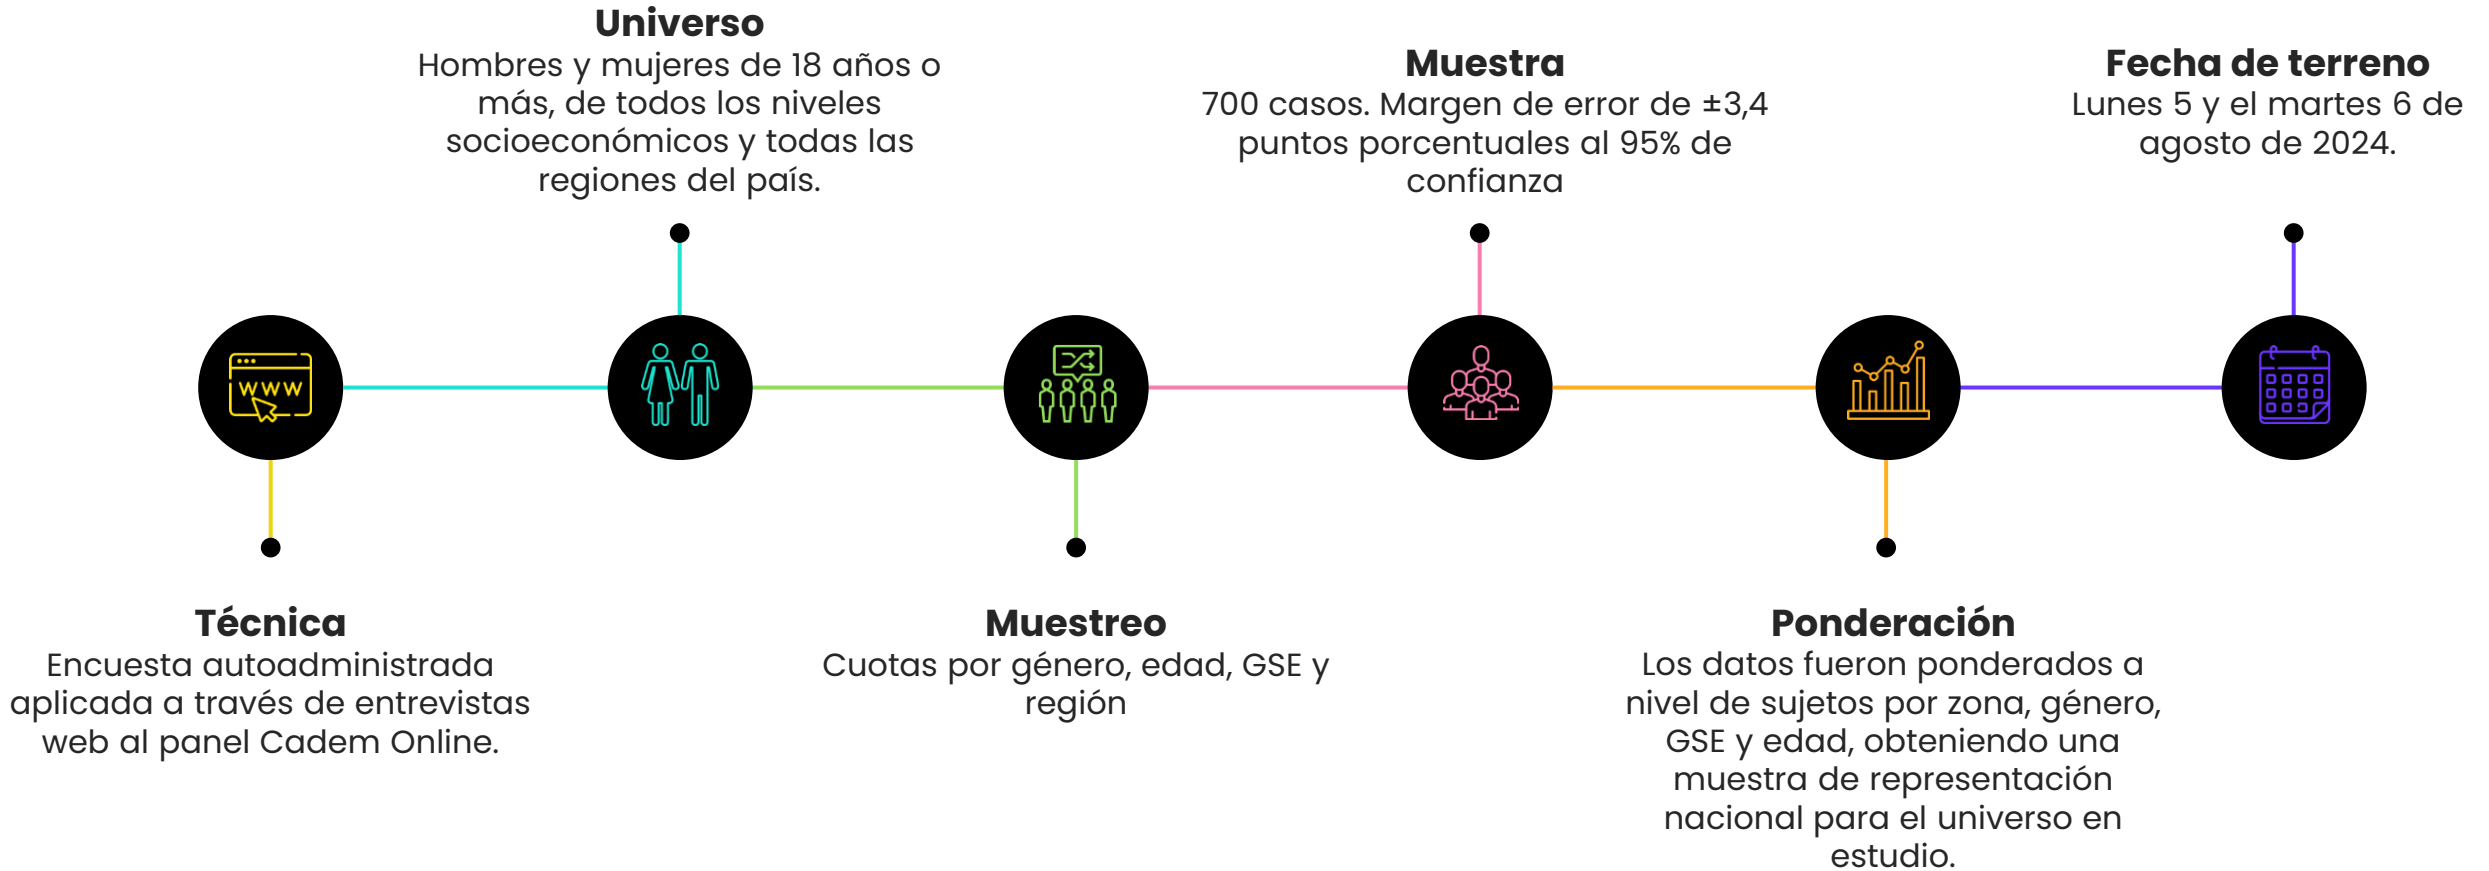 Universo
Hombres y mujeres de 18 años o
más, de todos los niveles
socioeconómicos y todas las
regiones del país.
Muestra
700 casos. Margen de error de ±3,4
puntos porcentuales al 95% de
confianza
Fecha de terreno
Lunes 5 y el martes 6 de
agosto de 2024.
WWW
Técnica
Encuesta autoadministrada
aplicada a través de entrevistas
web al panel Cadem Online.
Muestreo
Cuotas por género, edad, GSE y
región
Ponderación
Los datos fueron ponderados a
nivel de sujetos por zona, género,
GSE y edad, obteniendo una
muestra de representación
nacional para el universo en
estudio.